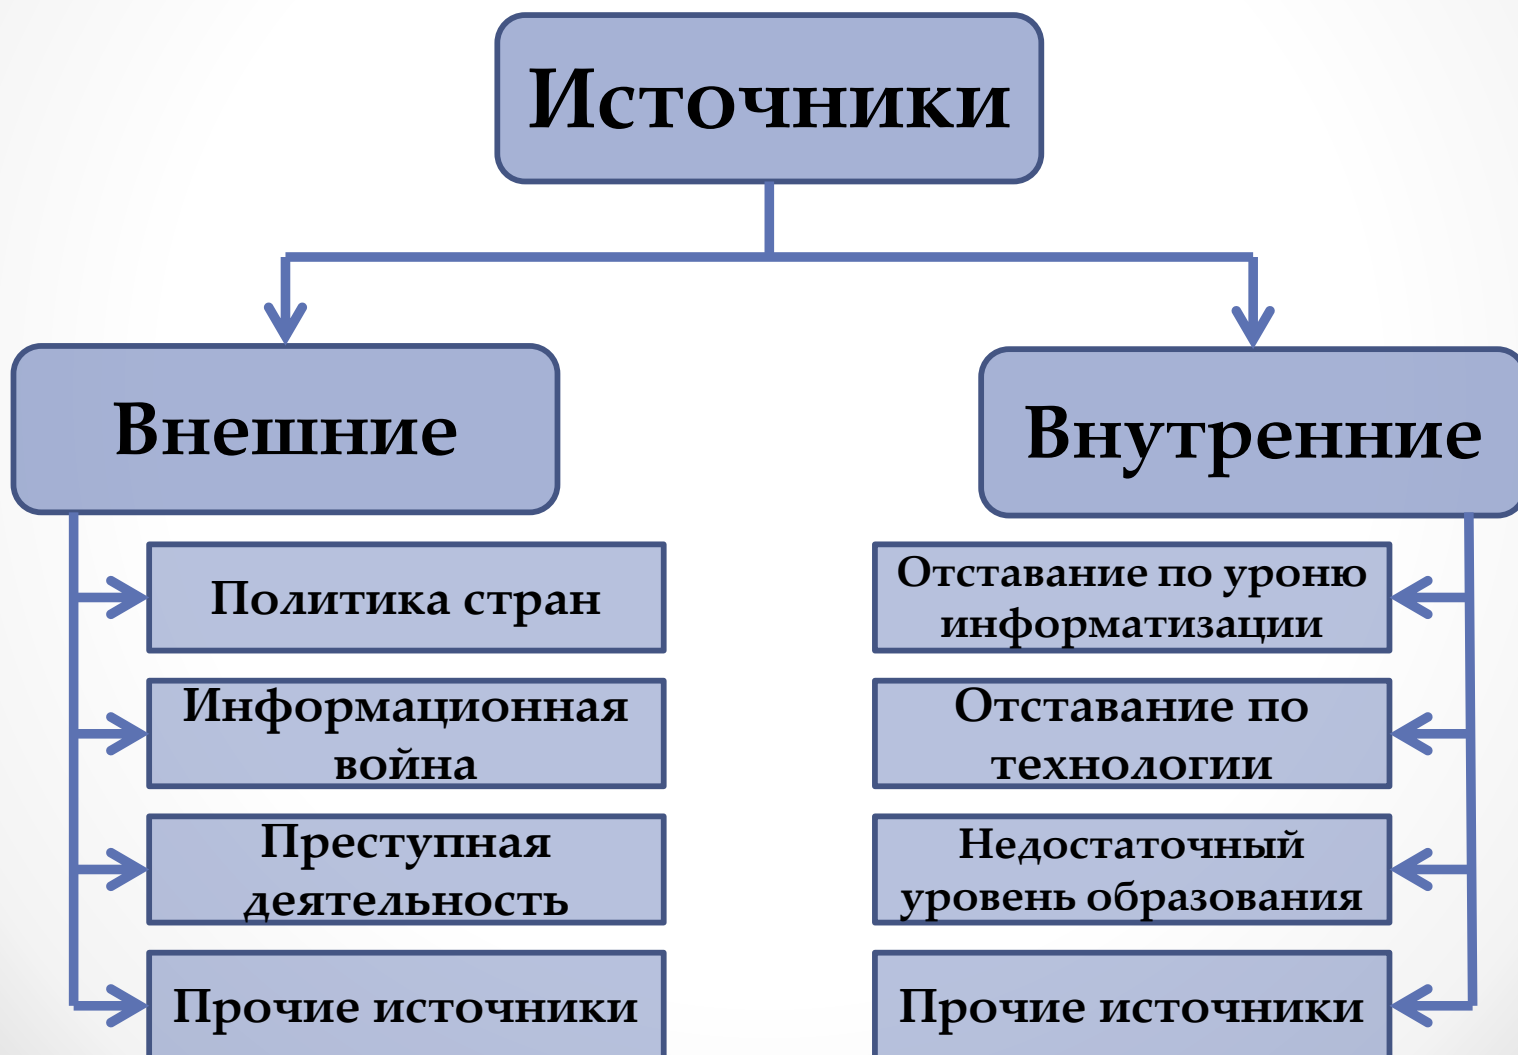 Источники
Внешние
Внутренние
Политика стран
Информационная
война
Преступная
деятельность
Прочие источники
Отставание по уроню
информатизации
Отставание по
технологии
Недостаточный
уровень образования
Прочие источники